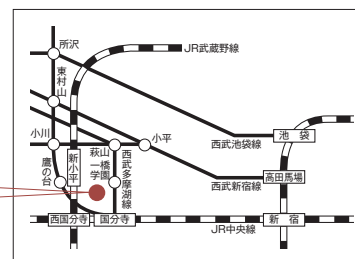 所沢
JR武蔵野線
東村山
小川
小平
萩山
一橋学園
西武多摩湖線
新小平
鷹の台
西武池袋線
池袋
西武新宿線
高田馬場
西国分寺
国分寺
JR中央線
新宿